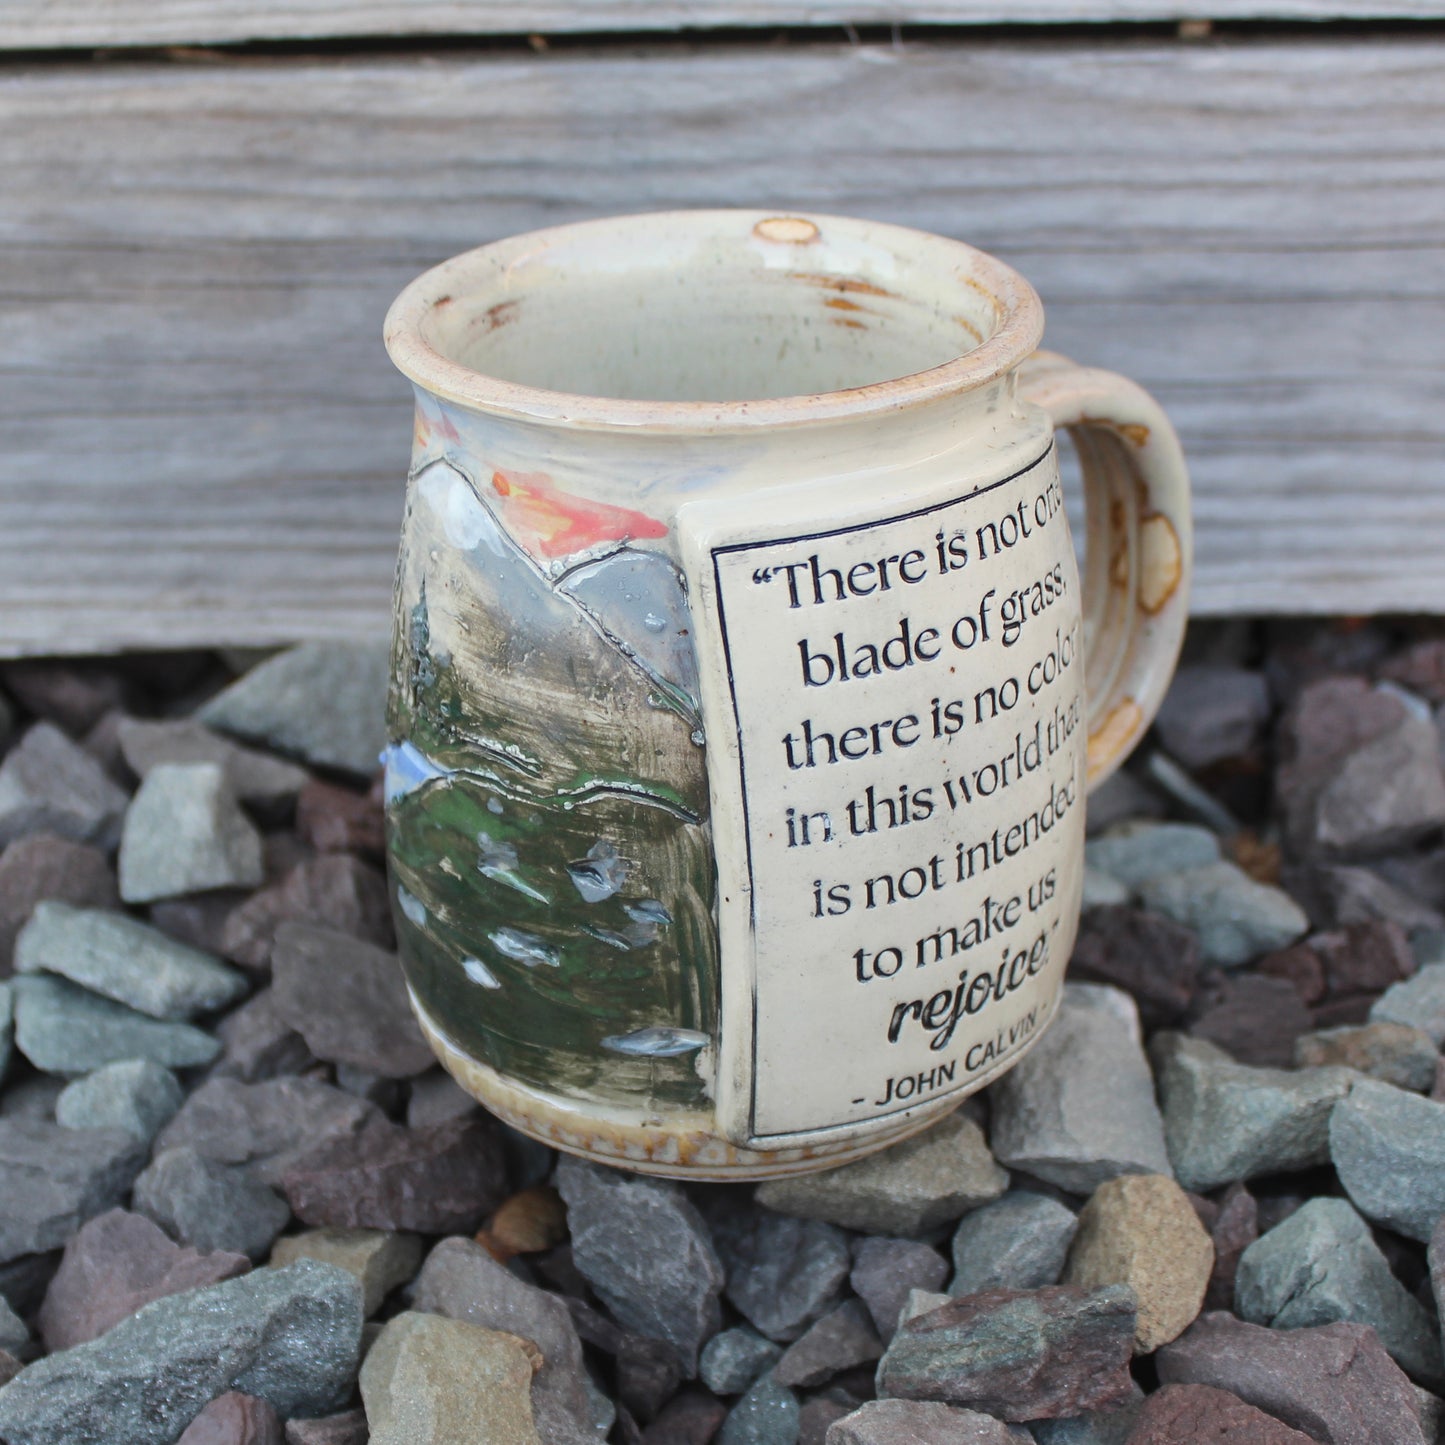 “There is not one
blade of grass,
there is no color
in this world that
is not intended
to make us
rejoice.”
- JOHN CALVIN -